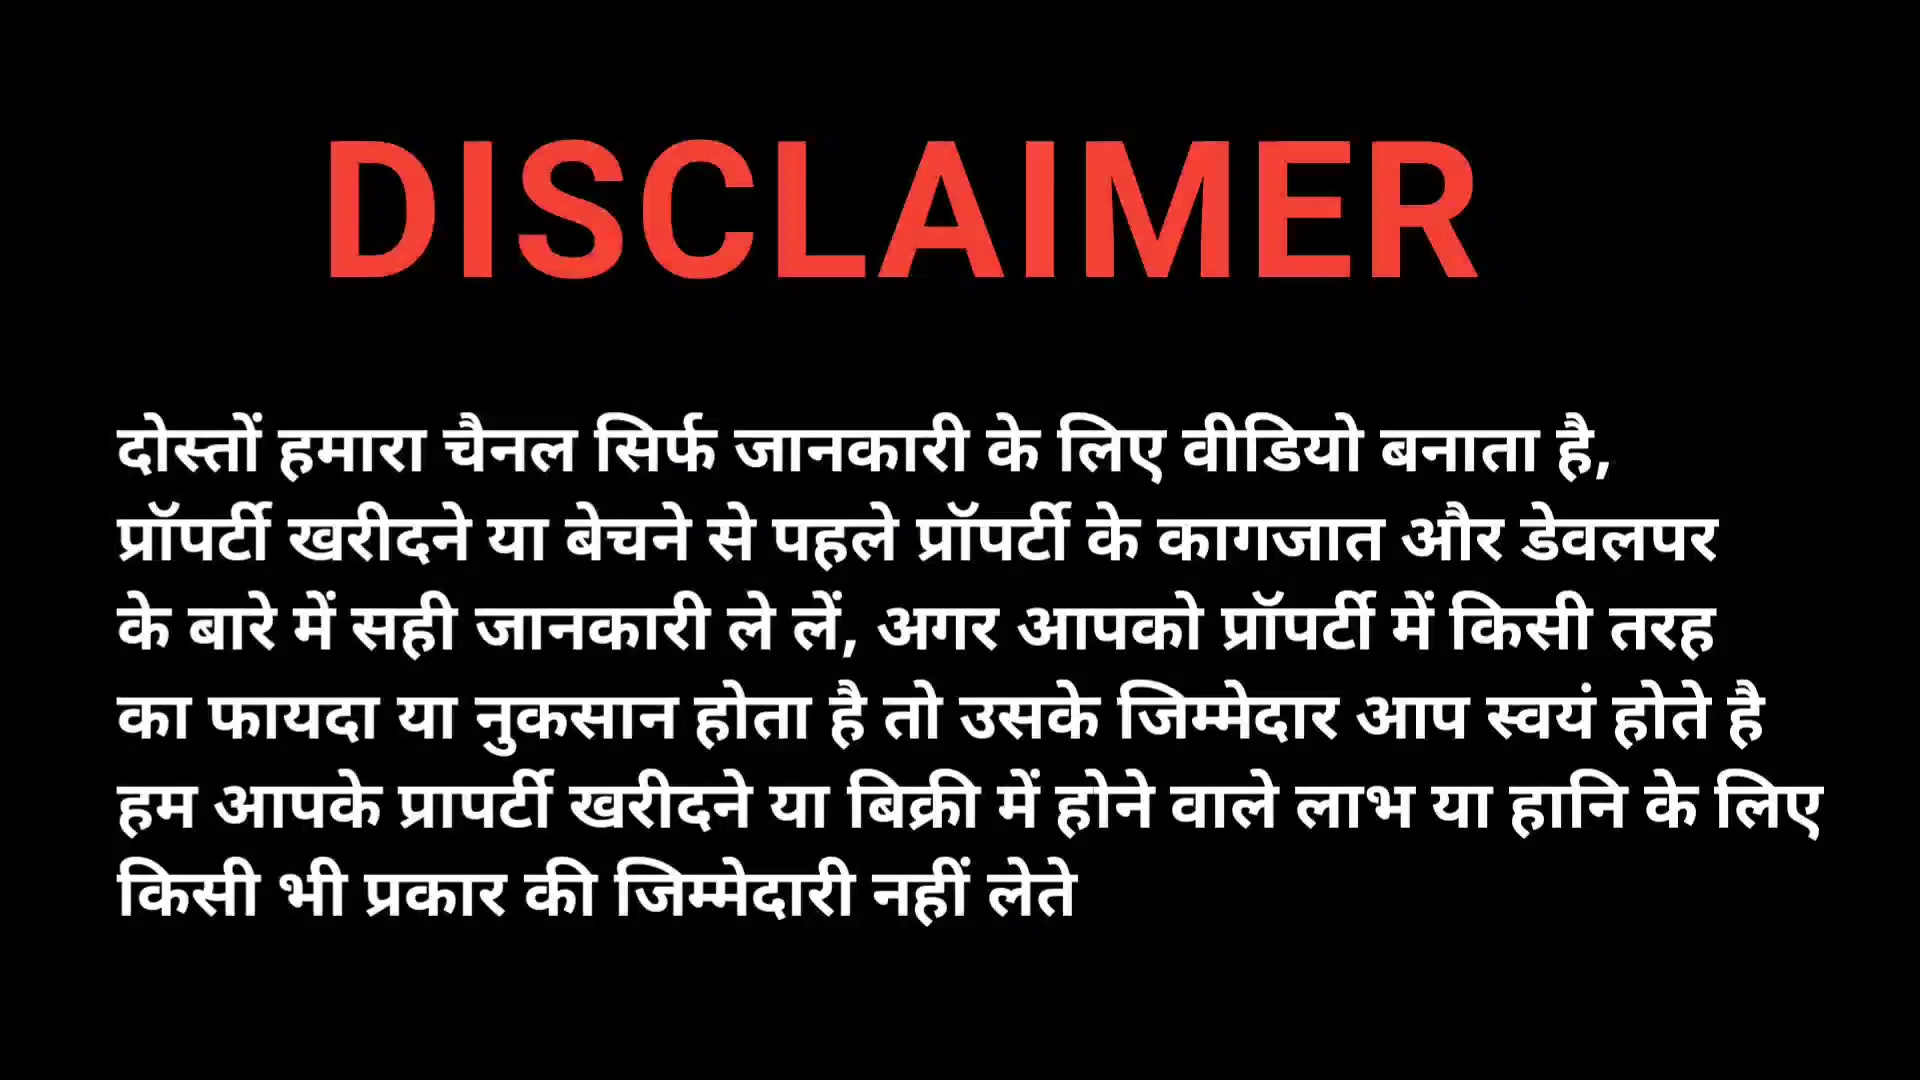 DISCLAIMER
दोस्तों हमारा चैनल सिर्फ जानकारी के लिए वीडियो बनाता है,
प्रॉपर्टी खरीदने या बेचने से पहले प्रॉपर्टी के कागजात और डेवलपर
के बारे में सही जानकारी ले लें, अगर आपको प्रॉपर्टी में किसी तरह
का फायदा या नुकसान होता है तो उसके जिम्मेदार आप स्वयं होते है
हम आपके प्रापर्टी खरीदने या बिक्री में होने वाले लाभ या हानि के लिए
किसी भी प्रकार की जिम्मेदारी नहीं लेते